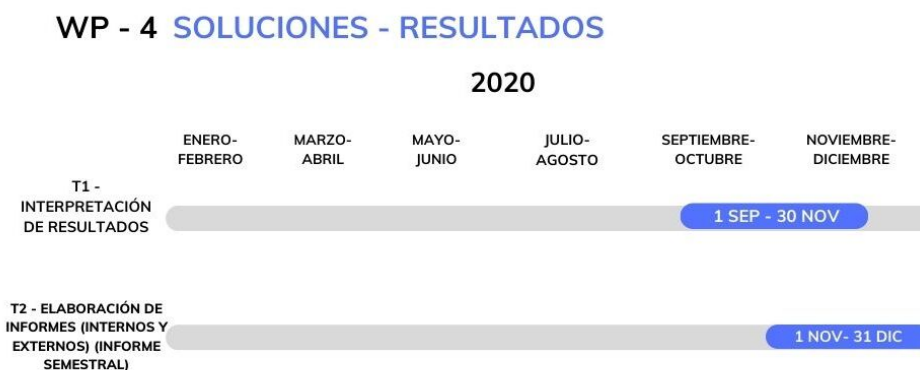 WP - 4 SOLUCIONES - RESULTADOS
2020
ENERO-
FEBRERO
MARZO-
ABRIL
MAYO-
JUNIO
JULIO-
AGOSTO
SEPTIEMBRE-
OCTUBRE
NOVIEMBRE-
DICIEMBRE
T1 -
INTERPRETACIÓN
DE RESULTADOS
1 SEP - 30 NOV
T2 - ELABORACIÓN DE
INFORMES (INTERNOS Y
EXTERNOS) (INFORME
SEMESTRAL)
1 NOV- 31 DIC